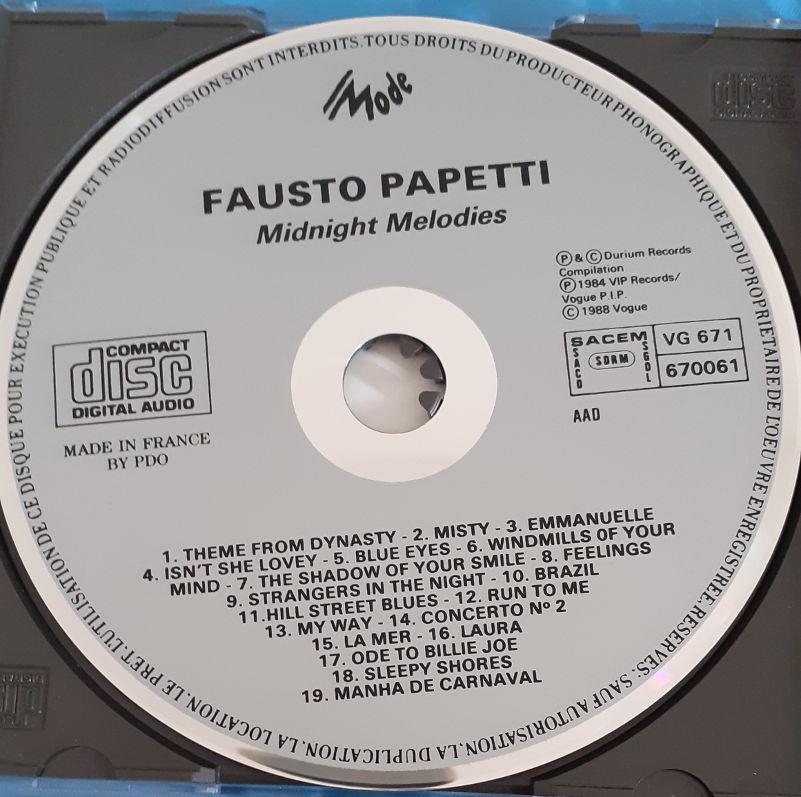 TOUS DROITS DU PRODUCTEUR PHONOGRAPHIQUE ET DU PROPRIETAIRE DE L'OEUVRE ENREGISTREE RESERVES: SAUF AUTORISATION. LA DUPLICATION. LA LOCATION. LE PRET. L'UTILISATION DE CE DISQUE POUR EXECUTION PUBLIQUE ET RADIODIFFUSION SONT INTERDITS.
Mode
FAUSTO PAPETTI
Midnight Melodies
Ⓟ & Ⓒ Durium Records
Compilation
Ⓟ 1984 VIP Records/
Vogue P.I.P.
Ⓒ 1988 Vogue
SACEM
SACD
SDRM
SGDL
VG 671
670061
AAD
COMPACT
disc
DIGITAL AUDIO
MADE IN FRANCE
BY PDO
1. THEME FROM DYNASTY - 2. MISTY - 3. EMMANUELLE
4. ISN'T SHE LOVEY - 5. BLUE EYES - 6. WINDMILLS OF YOUR
MIND - 7. THE SHADOW OF YOUR SMILE - 8. FEELINGS
9. STRANGERS IN THE NIGHT - 10. BRAZIL
11. HILL STREET BLUES - 12. RUN TO ME
13. MY WAY - 14. CONCERTO Nº 2
15. LA MER - 16. LAURA
17. ODE TO BILLIE JOE
18. SLEEPY SHORES
19. MANHA DE CARNAVAL
COMPACT
disc
DIGITAL AUDIO